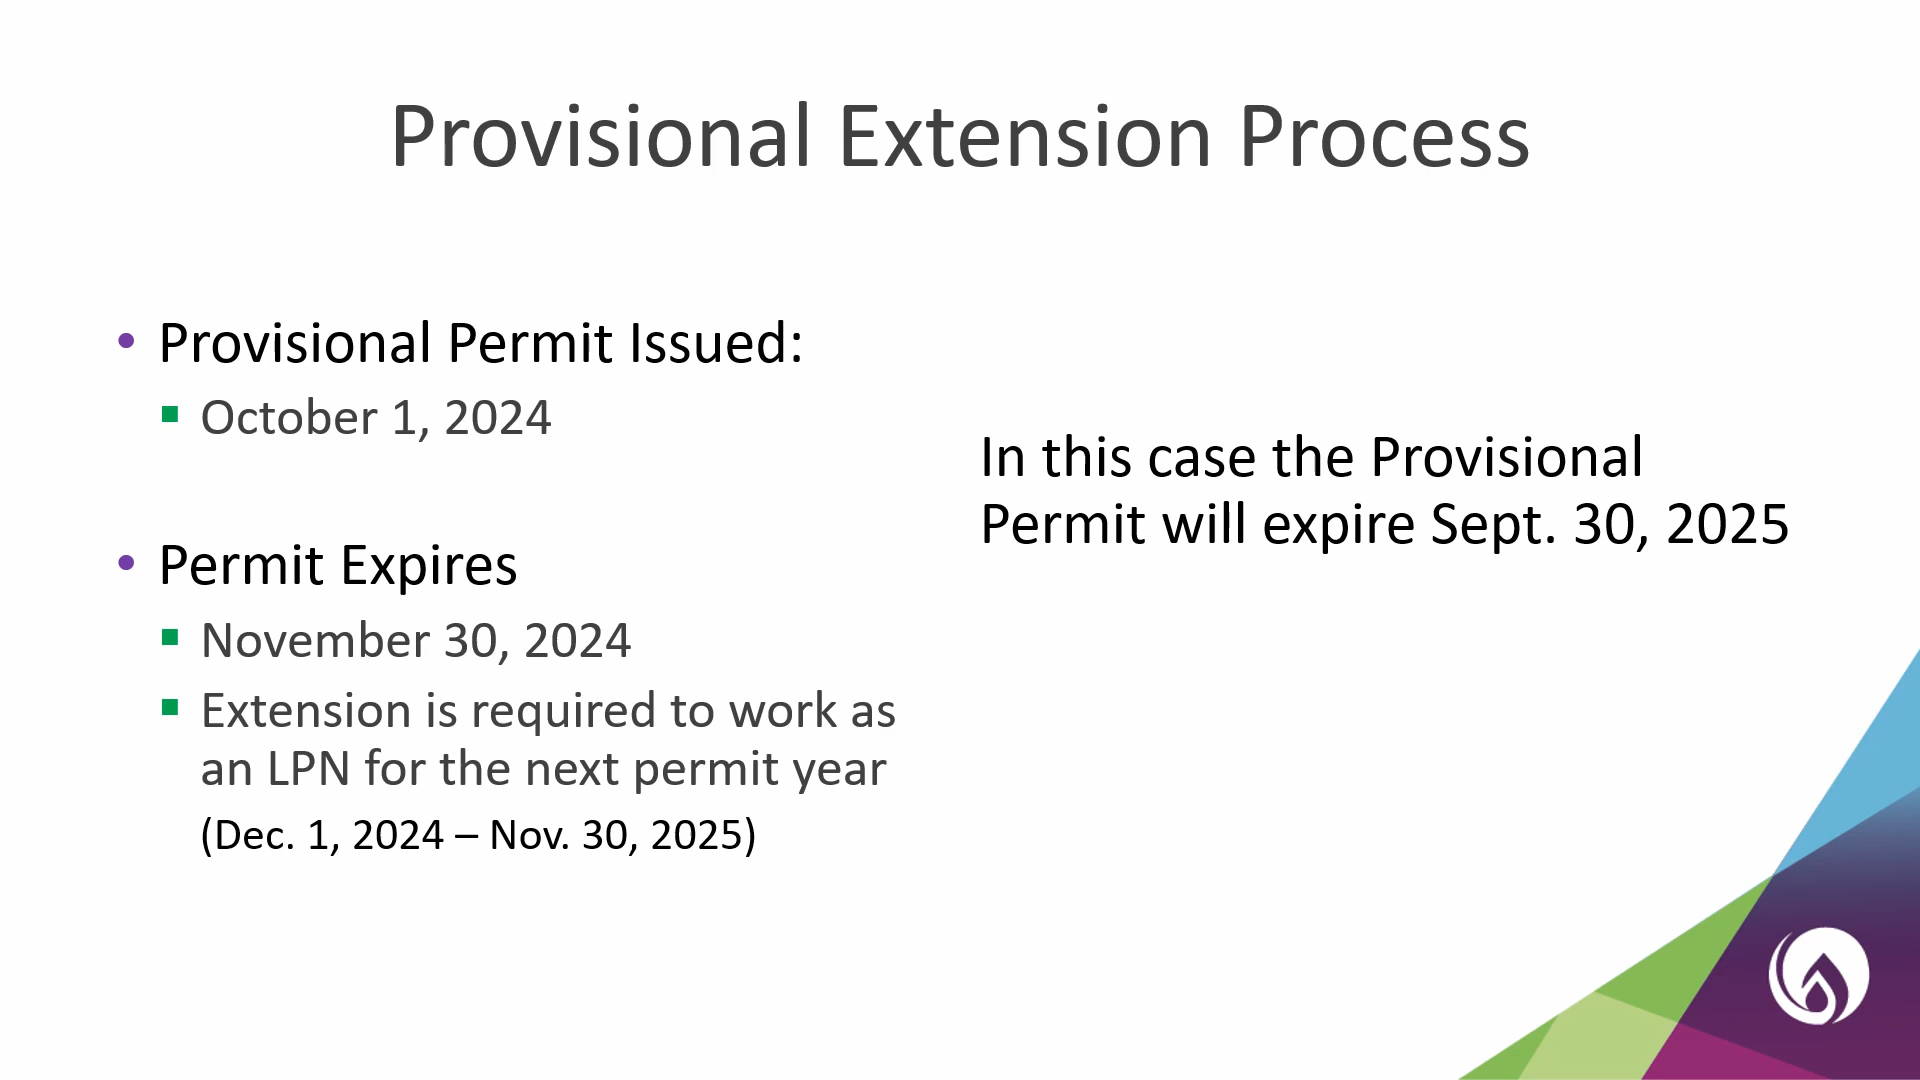 Provisional Extension Process
• Provisional Permit Issued:
▪ October 1, 2024
• Permit Expires
▪ November 30, 2024
▪ Extension is required to work as
an LPN for the next permit year
(Dec. 1, 2024 – Nov. 30, 2025)
In this case the Provisional
Permit will expire Sept. 30, 2025